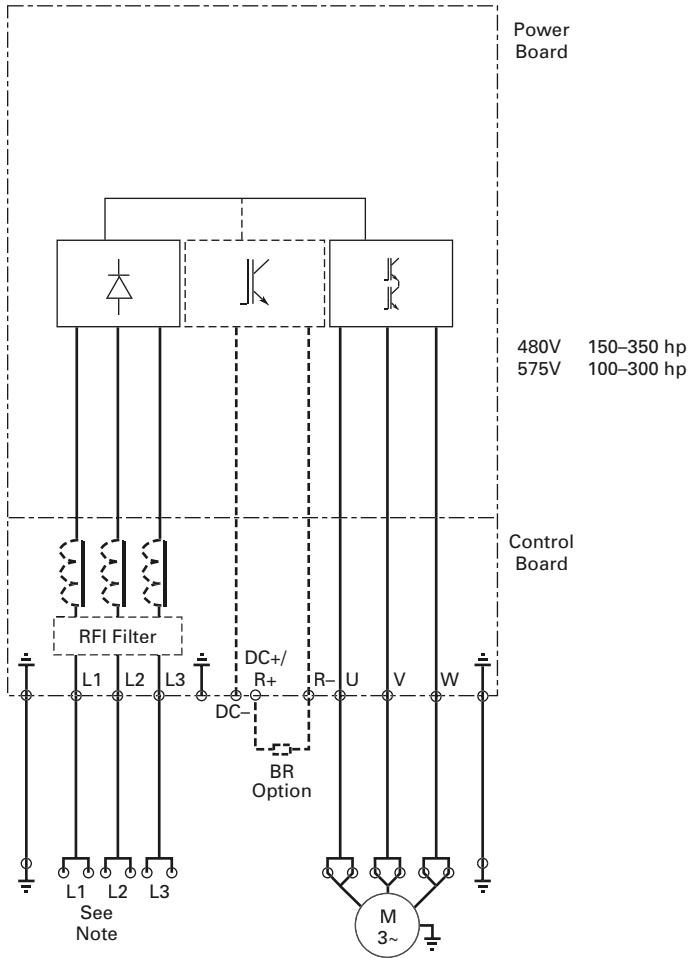 Power
Board
480V 150–350 hp
575V 100–300 hp
Control
Board
RFI Filter
L1 L2 L3
DC+/
R+
R– U V W
DC–
BR
Option
L1 L2 L3
See
Note
M
3~